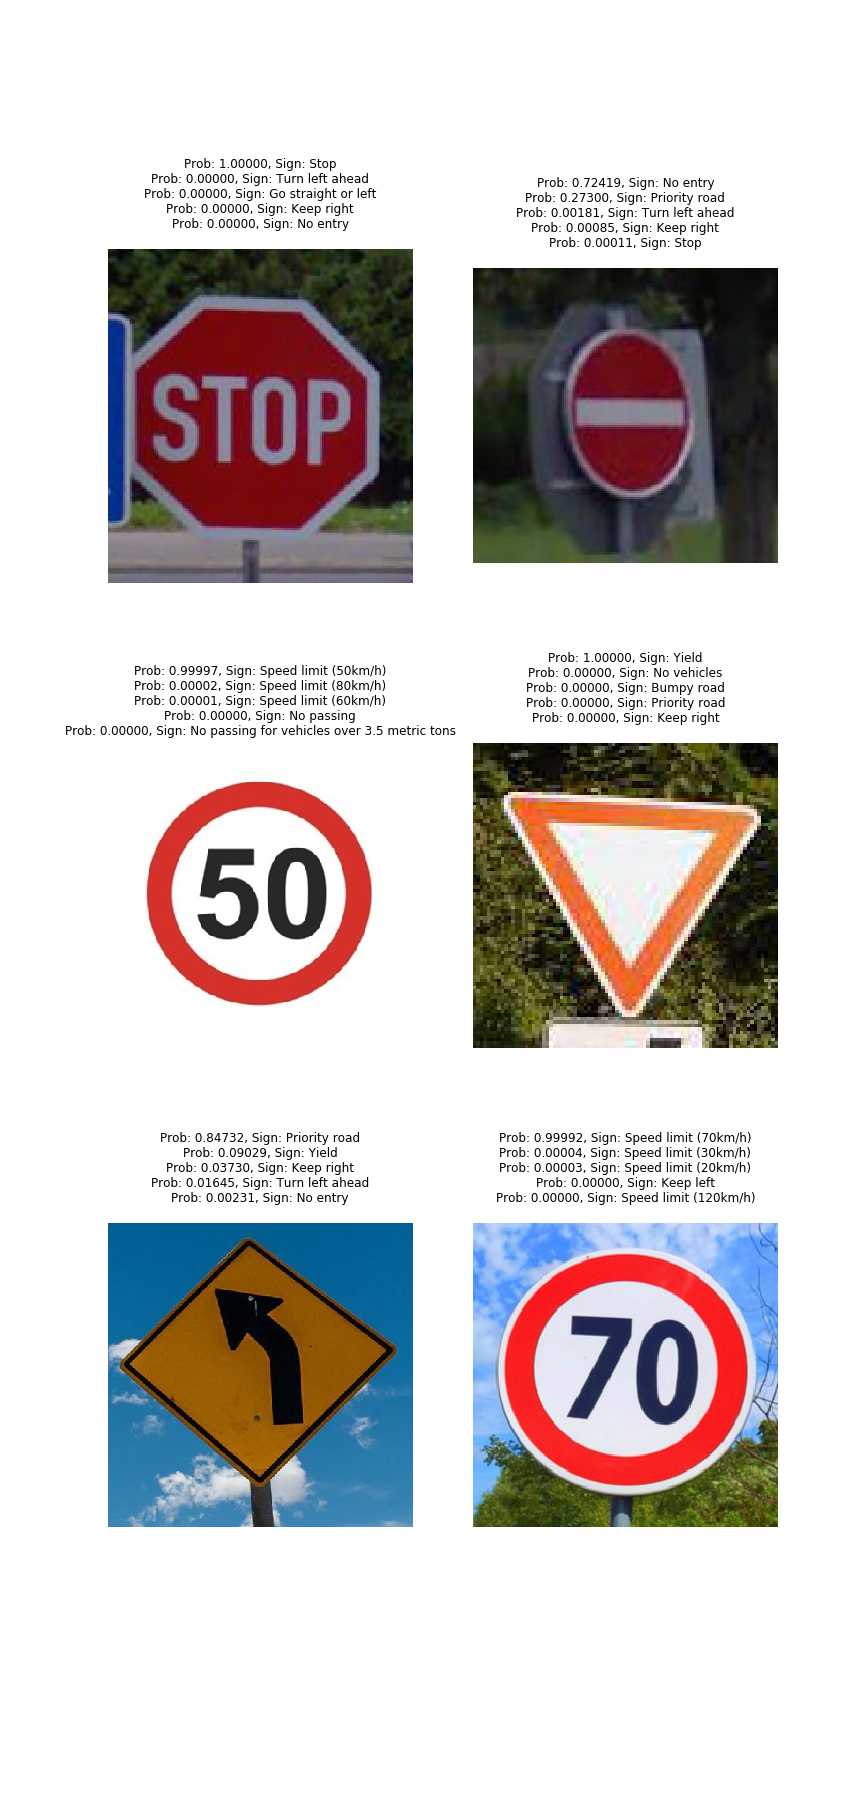 Prob: 1.00000, Sign: Stop
Prob: 0.00000, Sign: Turn left ahead
Prob: 0.00000, Sign: Go straight or left
Prob: 0.00000, Sign: Keep right
Prob: 0.00000, Sign: No entry
STOP
Prob: 0.72419, Sign: No entry
Prob: 0.27300, Sign: Priority road
Prob: 0.00181, Sign: Turn left ahead
Prob: 0.00085, Sign: Keep right
Prob: 0.00011, Sign: Stop
Prob: 0.99997, Sign: Speed limit (50km/h)
Prob: 0.00002, Sign: Speed limit (80km/h)
Prob: 0.00001, Sign: Speed limit (60km/h)
Prob: 0.00000, Sign: No passing
Prob: 0.00000, Sign: No passing for vehicles over 3.5 metric tons
50
Prob: 1.00000, Sign: Yield
Prob: 0.00000, Sign: No vehicles
Prob: 0.00000, Sign: Bumpy road
Prob: 0.00000, Sign: Priority road
Prob: 0.00000, Sign: Keep right
Prob: 0.84732, Sign: Priority road
Prob: 0.09029, Sign: Yield
Prob: 0.03730, Sign: Keep right
Prob: 0.01645, Sign: Turn left ahead
Prob: 0.00231, Sign: No entry
Prob: 0.99992, Sign: Speed limit (70km/h)
Prob: 0.00004, Sign: Speed limit (30km/h)
Prob: 0.00003, Sign: Speed limit (20km/h)
Prob: 0.00000, Sign: Keep left
Prob: 0.00000, Sign: Speed limit (120km/h)
70